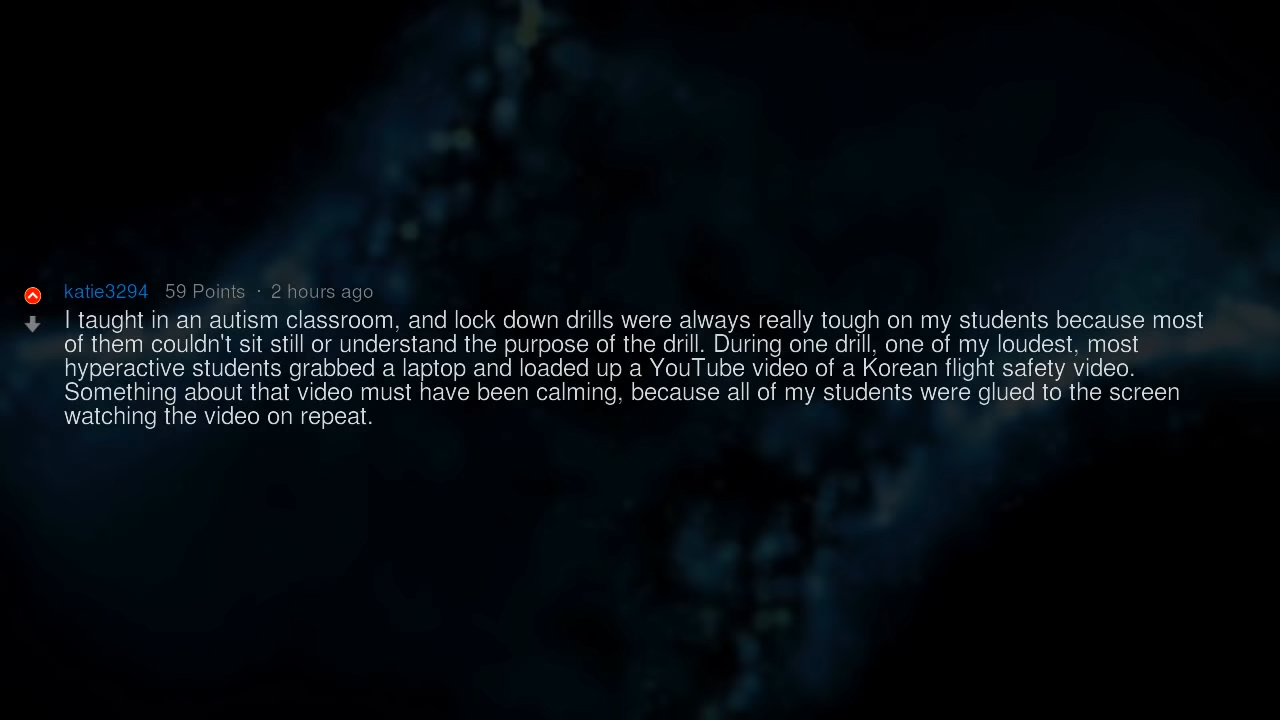 katie3294 59 Points · 2 hours ago
I taught in an autism classroom, and lock down drills were always really tough on my students because most
of them couldn't sit still or understand the purpose of the drill. During one drill, one of my loudest, most
hyperactive students grabbed a laptop and loaded up a YouTube video of a Korean flight safety video.
Something about that video must have been calming, because all of my students were glued to the screen
watching the video on repeat.